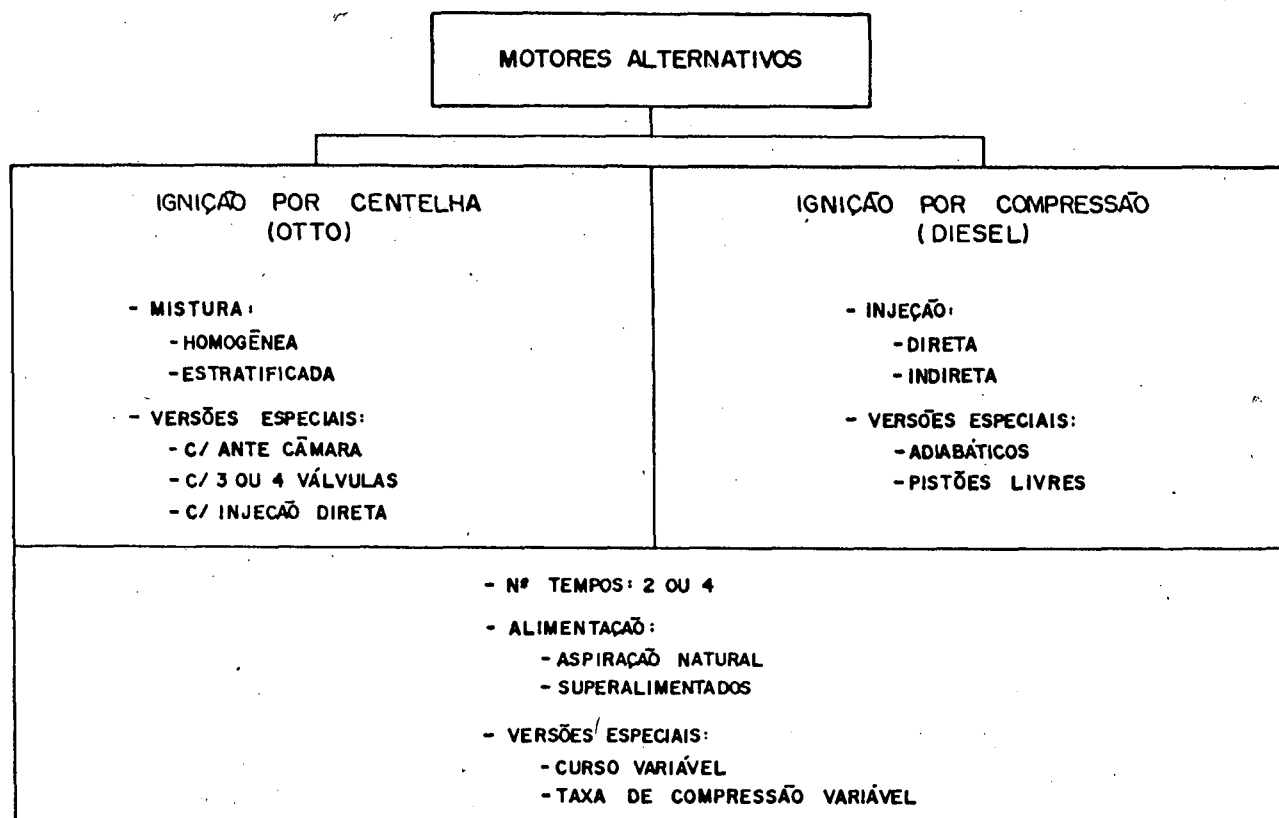 MOTORES ALTERNATIVOS
IGNIÇÃO POR CENTELHA
(OTTO)
- MISTURA:
- HOMOGÊNEA
- ESTRATIFICADA
- VERSÕES ESPECIAIS:
- C/ ANTE CÂMARA
- C/ 3 OU 4 VÁLVULAS
- C/ INJECÃO DIRETA
IGNIÇÃO POR COMPRESSÃO
(DIESEL)
- INJEÇÃO:
- DIRETA
- INDIRETA
- VERSÕES ESPECIAIS:
- ADIABÁTICOS
- PISTÕES LIVRES
- Nº TEMPOS: 2 OU 4
- ALIMENTAÇÃO:
- ASPIRAÇÃO NATURAL
- SUPERALIMENTADOS
- VERSÕES ESPECIAIS:
- CURSO VARIÁVEL
- TAXA DE COMPRESSÃO VARIÁVEL